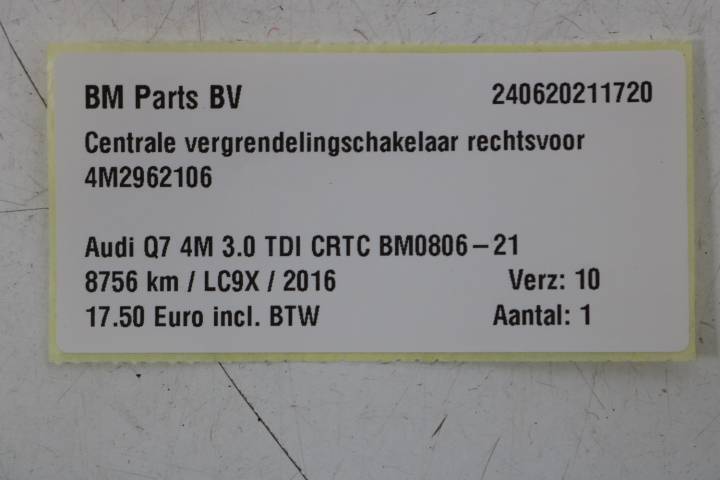 BM Parts BV 240620211720
Centrale vergrendelingschakelaar rechtsvoor
4M2962106
Audi Q7 4M 3.0 TDI CRTC BM0806-21
8756 km / LC9X / 2016 Verz: 10
17.50 Euro incl. BTW Aantal: 1